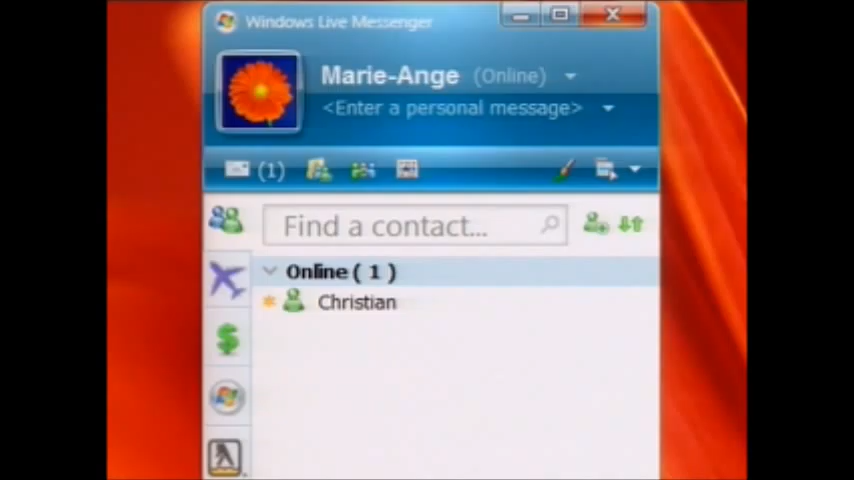 Windows Live Messenger
Marie-Ange (Online)
<Enter a personal message>
(1)
Find a contact...
Online ( 1 )
Christian